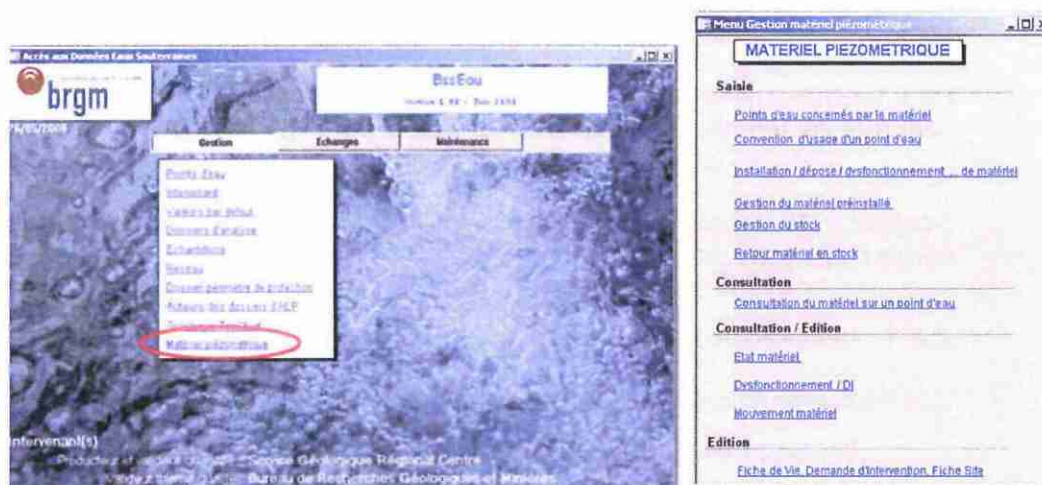 Accès aux Données Eaux Souterraines
brgm
BssEau
Gestion
Echanges
Maintenance
Points d'eau
Intervenant
Valeurs par défaut
Dossiers d'analyse
Echantillons
Réseau
Dossier périmètre de protection
Acteurs des dossiers
Matériel piézométrique
Intervenant(s)
Producteur et
Service Géologique Régional Centre
Bureau de Recherches Géologiques et Minières
Menu Gestion matériel piézométrique
MATERIEL PIEZOMETRIQUE
Saisie
Points d'eau concernés par le matériel
Convention d'usage d'un point d'eau
Installation / dépose / dysfonctionnement ... de matériel
Gestion du matériel préinstallé
Gestion du stock
Retour matériel en stock
Consultation
Consultation du matériel sur un point d'eau
Consultation / Edition
Etat matériel
Dysfonctionnement / DI
Mouvement matériel
Edition
Fiche de Vie, Demande d'Intervention, Fiche Site